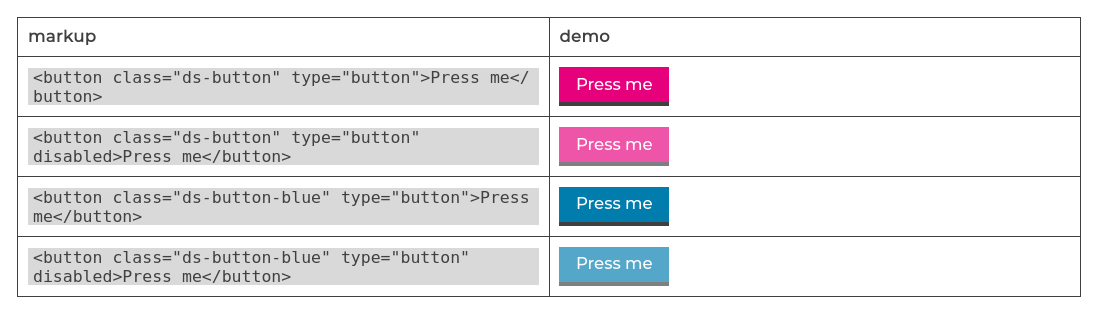 markup demo
<button class="ds-button" type="button">Press me</
button>
Press me
<button class="ds-button" type="button"
disabled>Press me</button>
Press me
<button class="ds-button-blue" type="button">Press
me</button>
Press me
<button class="ds-button-blue" type="button"
disabled>Press me</button>
Press me